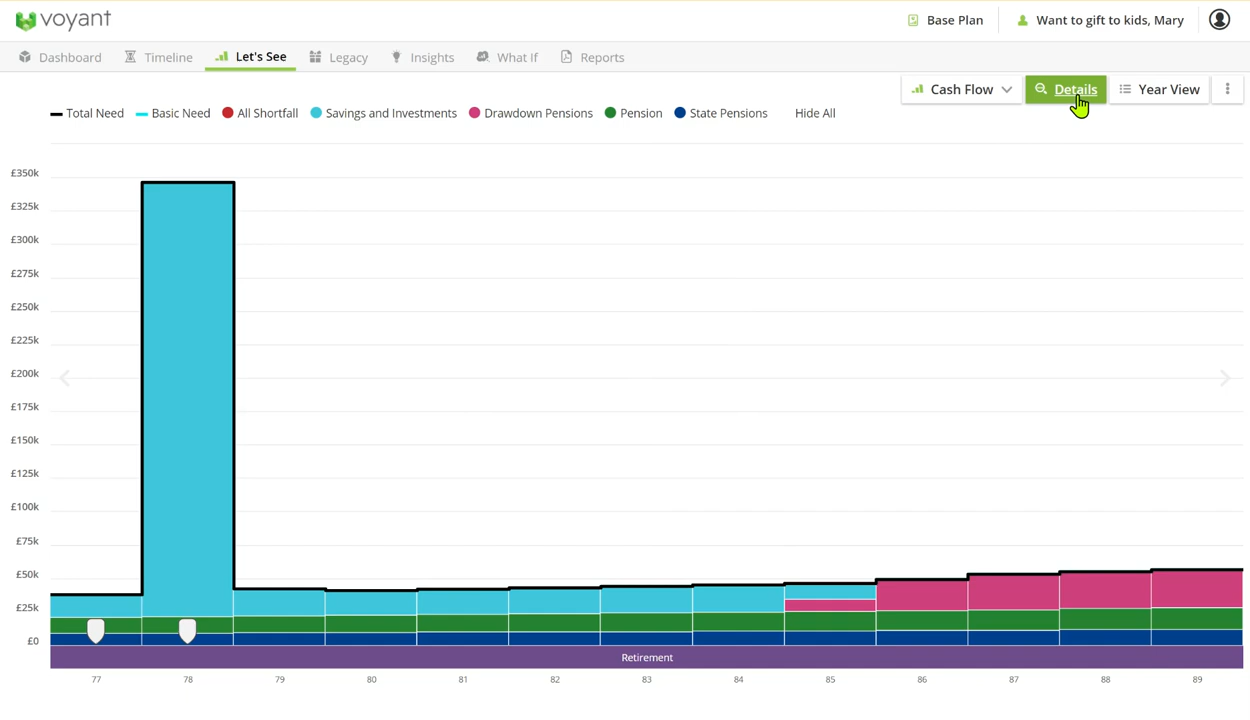 voyant
Base Plan
Want to gift to kids, Mary
Dashboard
Timeline
Let's See
Legacy
Insights
What If
Reports
Cash Flow
Details
Year View
Total Need
Basic Need
All Shortfall
Savings and Investments
Drawdown Pensions
Pension
State Pensions
Hide All
£350k
£325k
£300k
£275k
£250k
£225k
£200k
£175k
£150k
£125k
£100k
£75k
£50k
£25k
£0
Retirement
77 78 79 80 81 82 83 84 85 86 87 88 89